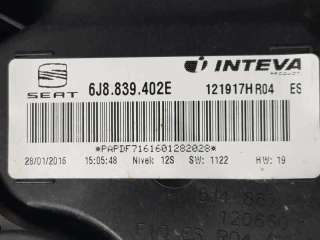 SEAT
6J8.839.402E
INTEVA
PRODUCTS
121917H R04 ES
*PAPDF7161601282028*
28/01/2016 15:05:48 Nivel: 12S SW: 1122 HW: 19